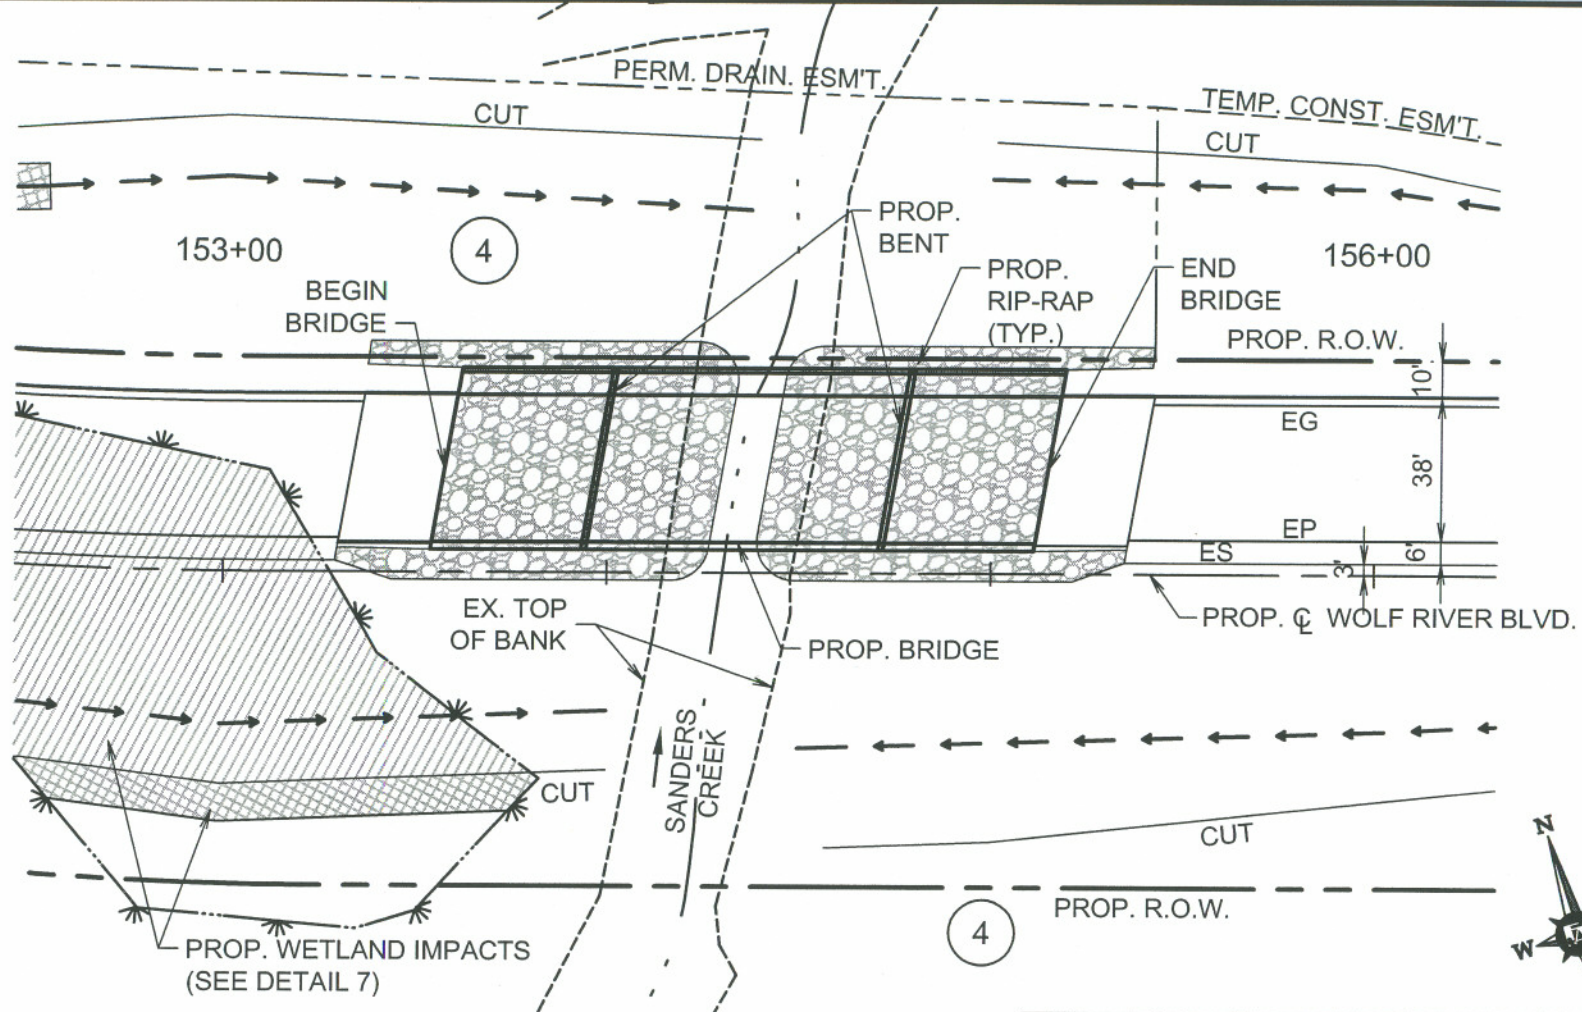 PERM. DRAIN. ESM'T.
TEMP. CONST. ESM'T.
CUT
CUT
153+00
4
PROP.
BENT
156+00
BEGIN
BRIDGE
PROP.
RIP-RAP
(TYP.)
END
BRIDGE
PROP. R.O.W.
10'
EG
38'
EP
ES
6'
3'
EX. TOP
OF BANK
PROP. BRIDGE
PROP. ℄ WOLF RIVER BLVD.
SANDERS
CREEK
CUT
CUT
N
PROP. R.O.W.
4
W
PROP. WETLAND IMPACTS
(SEE DETAIL 7)